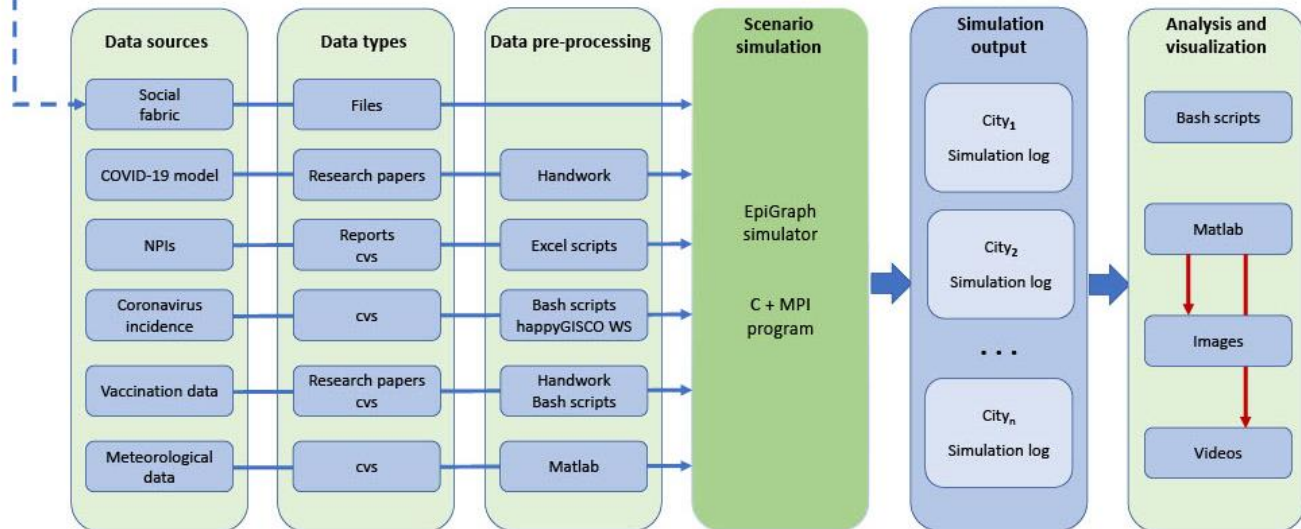 Data sources
Data types
Data pre-processing
Scenario
simulation
Simulation
output
Analysis and
visualization
Social
fabric
Files
COVID-19 model
Research papers
Handwork
NPIs
Reports
cvs
Excel scripts
Coronavirus
incidence
cvs
Bash scripts
happyGISCO WS
Vaccination data
Research papers
cvs
Handwork
Bash scripts
Meteorological
data
cvs
Matlab
EpiGraph
simulator
C + MPI
program
City1
Simulation log
City2
Simulation log
. . .
Cityn
Simulation log
Bash scripts
Matlab
Images
Videos